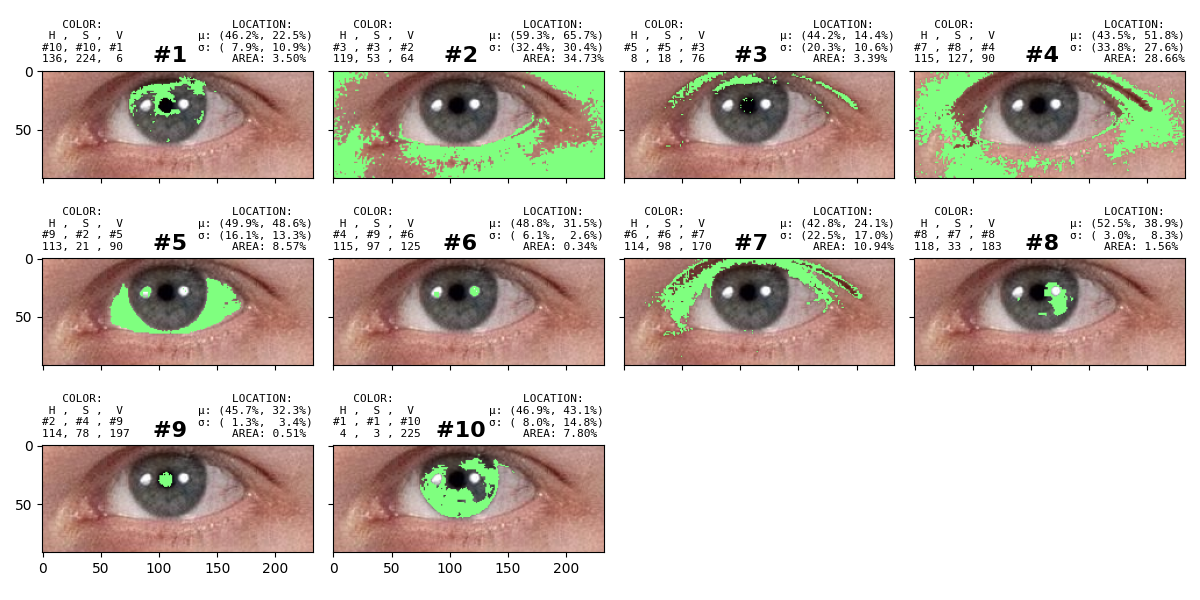 COLOR: LOCATION:
H , S , V μ: (46.2%, 22.5%)
#10, #10, #1 #1 σ: ( 7.9%, 10.9%)
136, 224, 6 AREA: 3.50%
COLOR: LOCATION:
H , S , V μ: (59.3%, 65.7%)
#3 , #3 , #2 #2 σ: (32.4%, 30.4%)
119, 53 , 64 AREA: 34.73%
COLOR: LOCATION:
H , S , V μ: (44.2%, 14.4%)
#5 , #5 , #3 #3 σ: (20.3%, 10.6%)
8 , 18 , 76 AREA: 3.39%
COLOR: LOCATION:
H , S , V μ: (43.5%, 51.8%)
#7 , #8 , #4 #4 σ: (33.8%, 27.6%)
115, 127, 90 AREA: 28.66%
0
50
COLOR: LOCATION:
H , S , V μ: (49.9%, 48.6%)
#9 , #2 , #5 #5 σ: (16.1%, 13.3%)
113, 21 , 90 AREA: 8.57%
COLOR: LOCATION:
H , S , V μ: (48.8%, 31.5%)
#4 , #9 , #6 #6 σ: ( 6.1%, 2.6%)
115, 97 , 125 AREA: 0.34%
COLOR: LOCATION:
H , S , V μ: (42.8%, 24.1%)
#6 , #6 , #7 #7 σ: (22.5%, 17.0%)
114, 98 , 170 AREA: 10.94%
COLOR: LOCATION:
H , S , V μ: (52.5%, 38.9%)
#8 , #7 , #8 #8 σ: ( 3.0%, 8.3%)
118, 33 , 183 AREA: 1.56%
0
50
COLOR: LOCATION:
H , S , V μ: (45.7%, 32.3%)
#2 , #4 , #9 #9 σ: ( 1.3%, 3.4%)
114, 78 , 197 AREA: 0.51%
COLOR: LOCATION:
H , S , V μ: (46.9%, 43.1%)
#1 , #1 , #10 #10 σ: ( 8.0%, 14.8%)
4 , 3 , 225 AREA: 7.80%
0
50
0 50 100 150 200
0 50 100 150 200